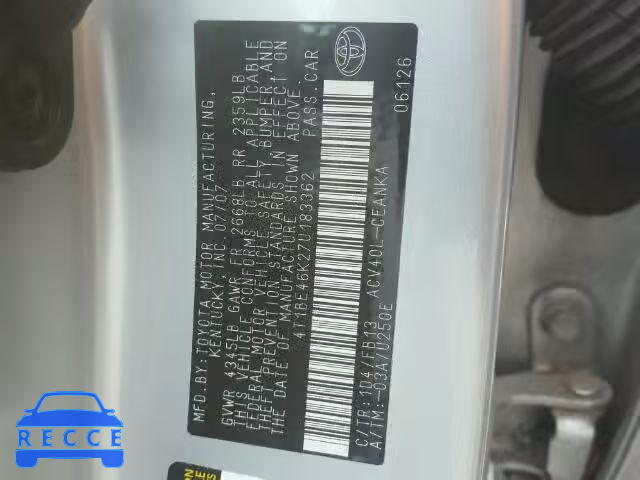 MFD.BY:TOYOTA MOTOR MANUFACTURING,
KENTUCKY, INC. 07/07
GVWR 4345LB GAWR FR 2668LB RR 2359LB
THIS VEHICLE CONFORMS TO ALL APPLICABLE
FEDERAL MOTOR VEHICLE SAFETY, BUMPER, AND
THEFT PREVENTION STANDARDS IN EFFECT ON
THE DATE OF MANUFACTURE SHOWN ABOVE.
4T1BE46K27U183362 PASS.CAR
C/TR:1D4/FB13 ACV40L-CEANKA
A/TM:-03A/U250E 06126
RECCE